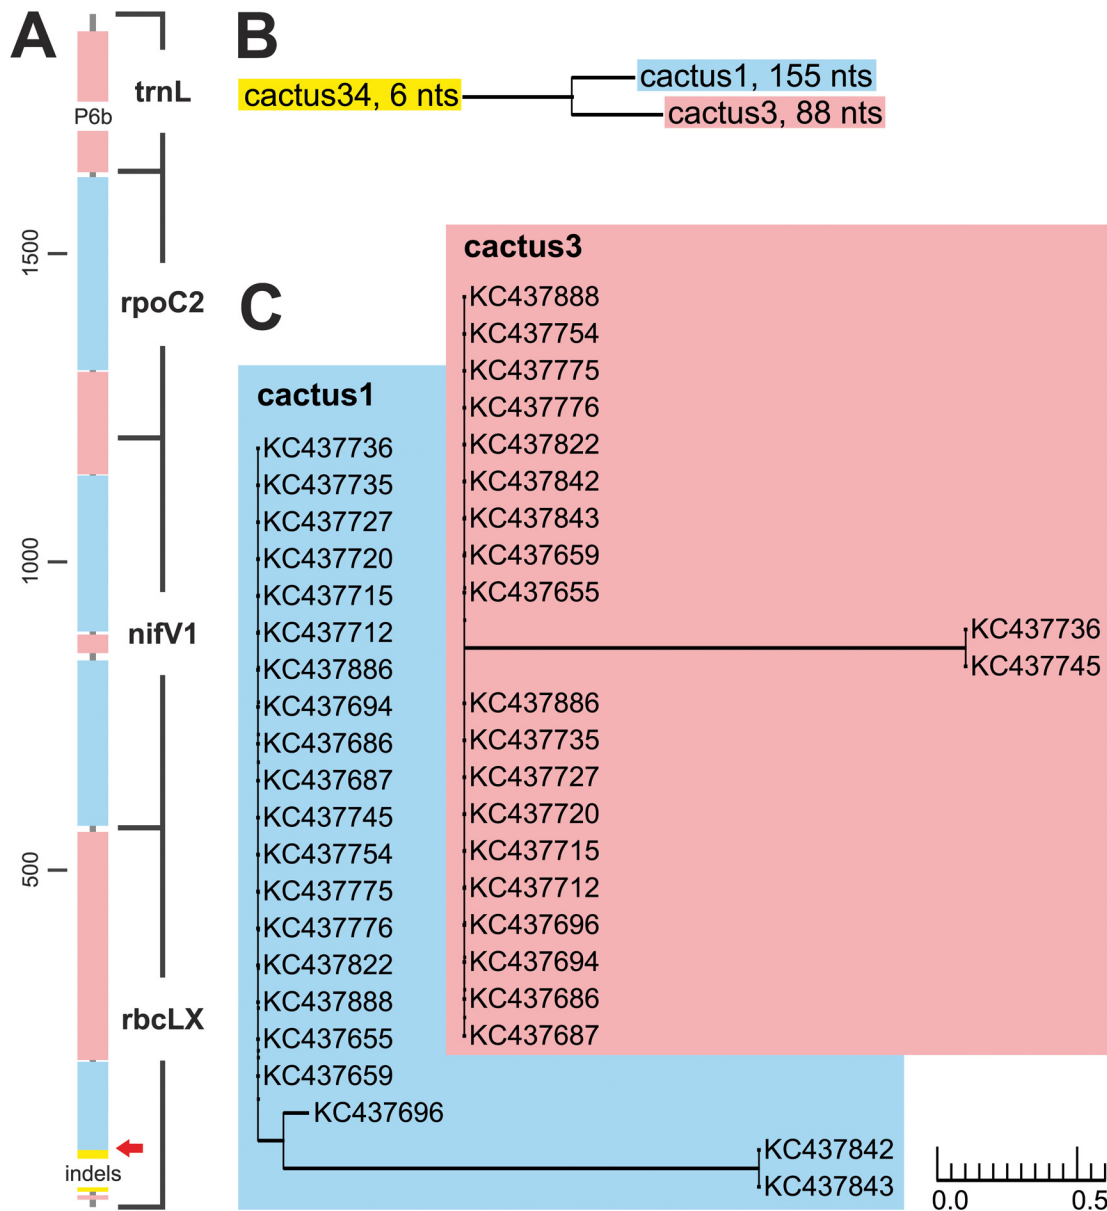 A
trnL
P6b
1500
rpoC2
1000
nifV1
500
rbcLX
indels
B
cactus34, 6 nts
cactus1, 155 nts
cactus3, 88 nts
C
cactus3
KC437888
KC437754
KC437775
KC437776
KC437822
KC437842
KC437843
KC437659
KC437655
KC437736
KC437745
KC437886
KC437735
KC437727
KC437720
KC437715
KC437712
KC437696
KC437694
KC437686
KC437687
cactus1
KC437736
KC437735
KC437727
KC437720
KC437715
KC437712
KC437886
KC437694
KC437686
KC437687
KC437745
KC437754
KC437775
KC437776
KC437822
KC437888
KC437655
KC437659
KC437696
KC437842
KC437843
0.0 0.5